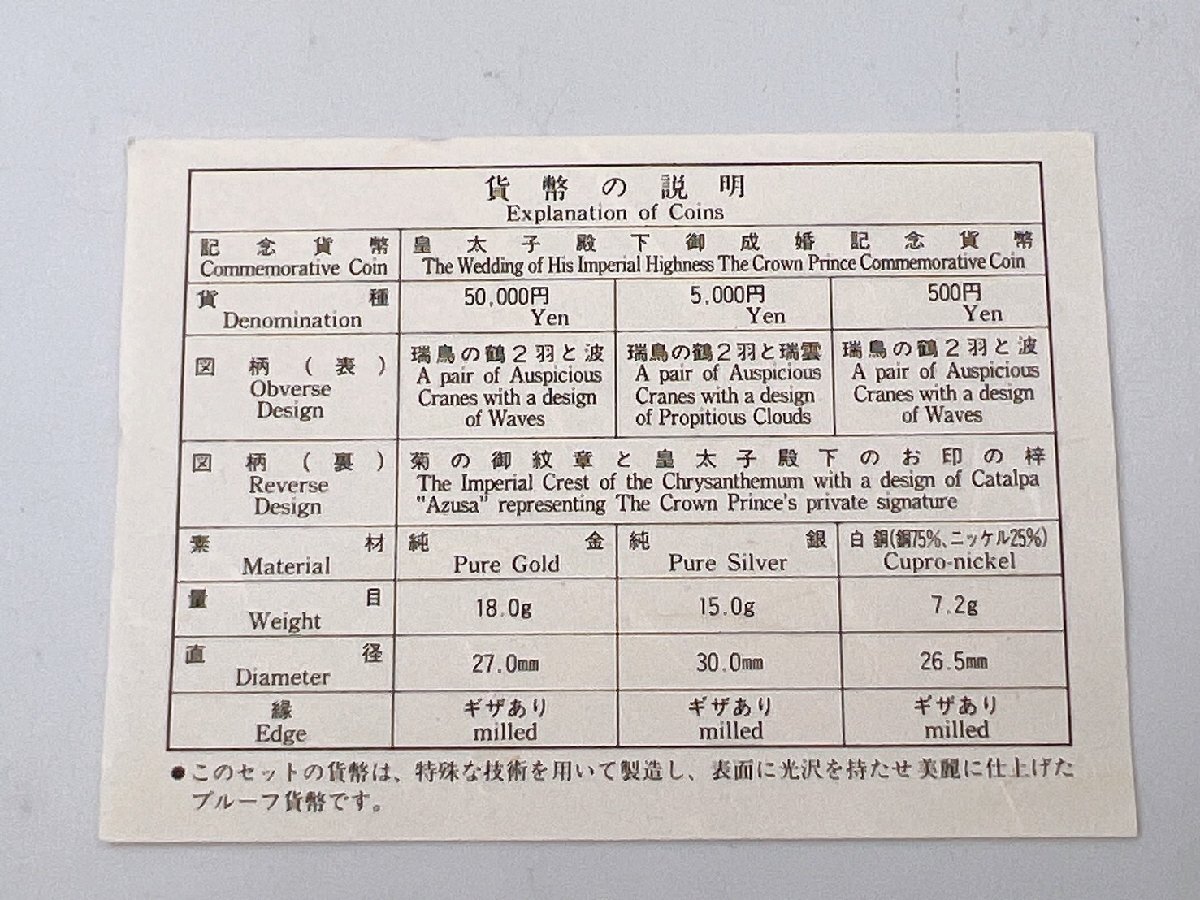 貨幣の説明
Explanation of Coins
記念貨幣
Commemorative Coin
皇太子殿下御成婚記念貨幣
The Wedding of His Imperial Highness The Crown Prince Commemorative Coin
貨種
Denomination
50,000円
Yen
5,000円
Yen
500円
Yen
図柄(表)
Obverse
Design
瑞鳥の鶴2羽と波
A pair of Auspicious
Cranes with a design
of Waves
瑞鳥の鶴2羽と瑞雲
A pair of Auspicious
Cranes with a design
of Propitious Clouds
瑞鳥の鶴2羽と波
A pair of Auspicious
Cranes with a design
of Waves
図柄(裏)
Reverse
Design
菊の御紋章と皇太子殿下のお印の梓
The Imperial Crest of the Chrysanthemum with a design of Catalpa
"Azusa" representing The Crown Prince's private signature
素材
Material
純金
Pure Gold
純銀
Pure Silver
白銅(銅75%、ニッケル25%)
Cupro-nickel
量目
Weight
18.0g
15.0g
7.2g
直径
Diameter
27.0mm
30.0mm
26.5mm
縁
Edge
ギザあり
milled
ギザあり
milled
ギザあり
milled
●このセットの貨幣は、特殊な技術を用いて製造し、表面に光沢を持たせ美麗に仕上げた
プルーフ貨幣です。